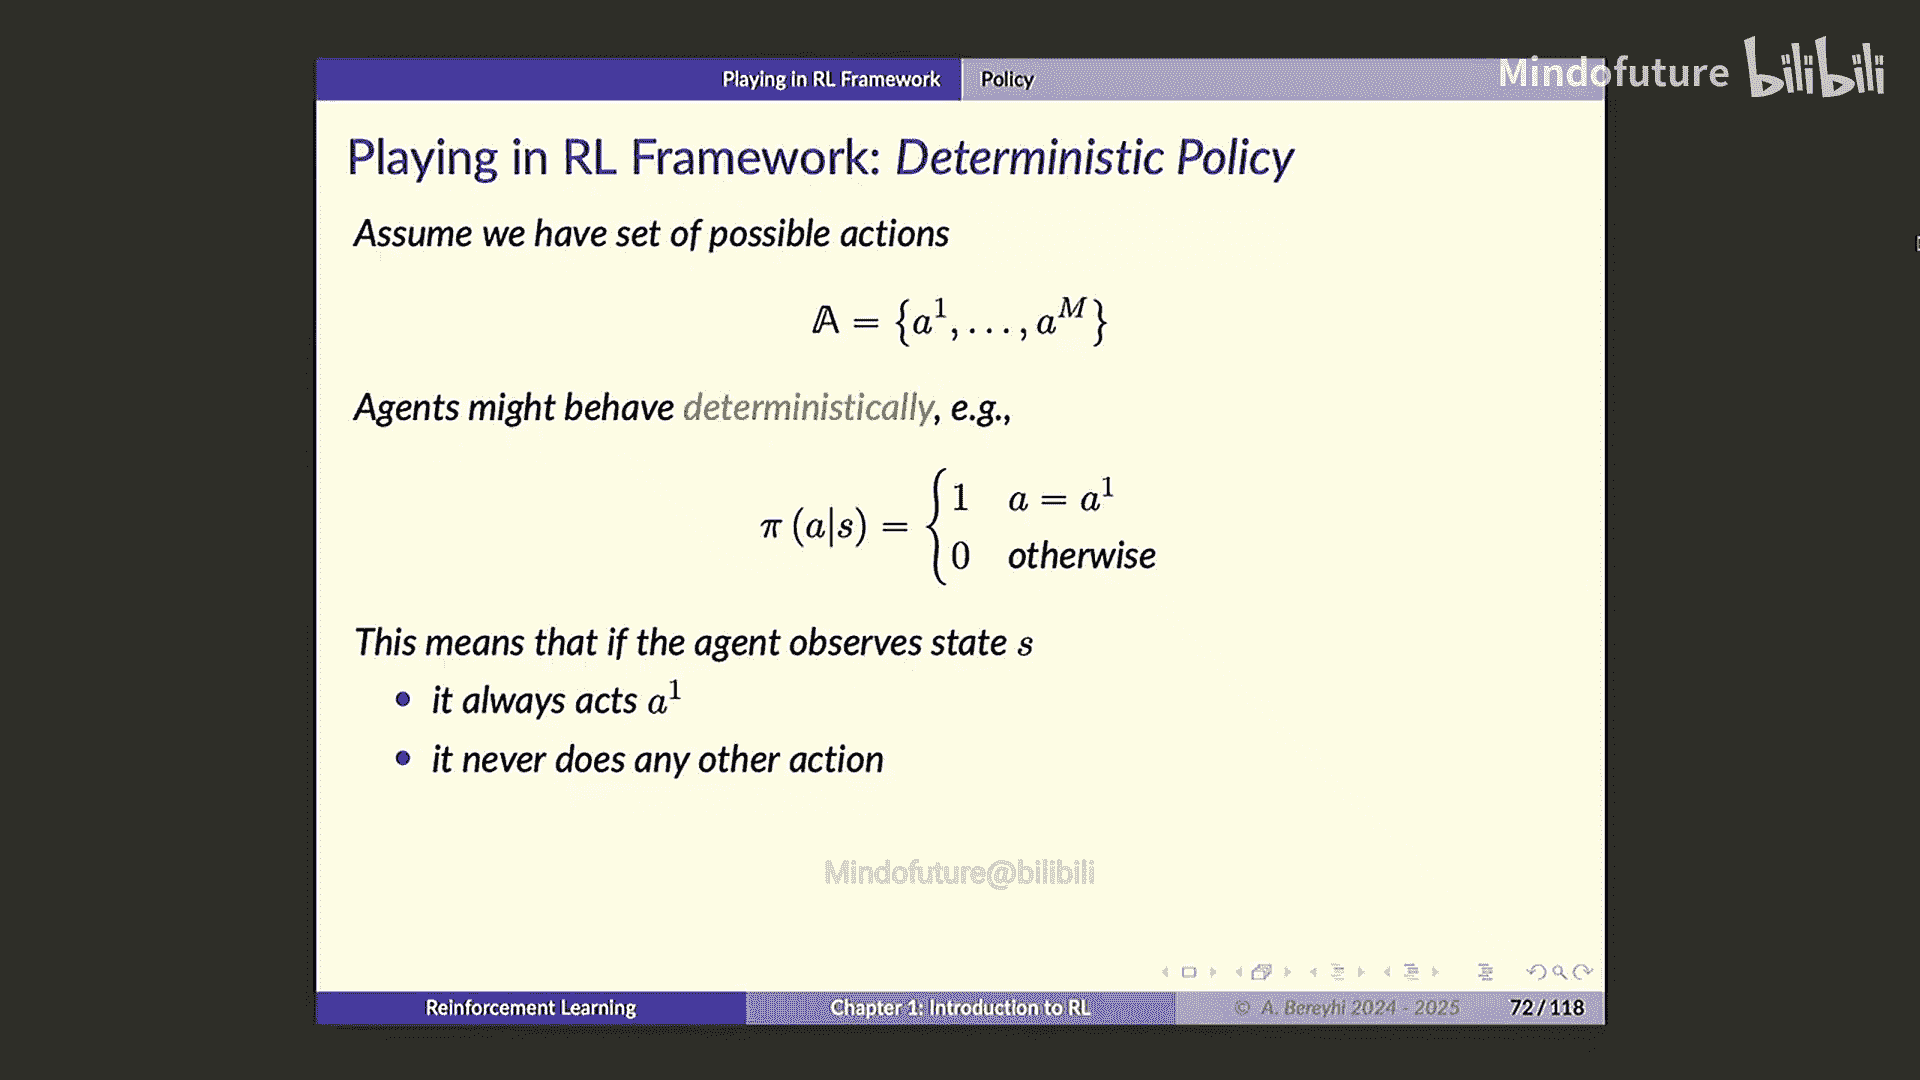 Playing in RL Framework Policy
Mindofuture bilibili
Playing in RL Framework: Deterministic Policy
Assume we have set of possible actions
𝔸 = {a¹, . . . , aᴹ}
Agents might behave deterministically, e.g.,
π (a|s) = { 1 a = a¹
0 otherwise
This means that if the agent observes state s
• it always acts a¹
• it never does any other action
Mindofuture@bilibili
Reinforcement Learning Chapter 1: Introduction to RL © A. Bereyhi 2024 - 2025 72 / 118